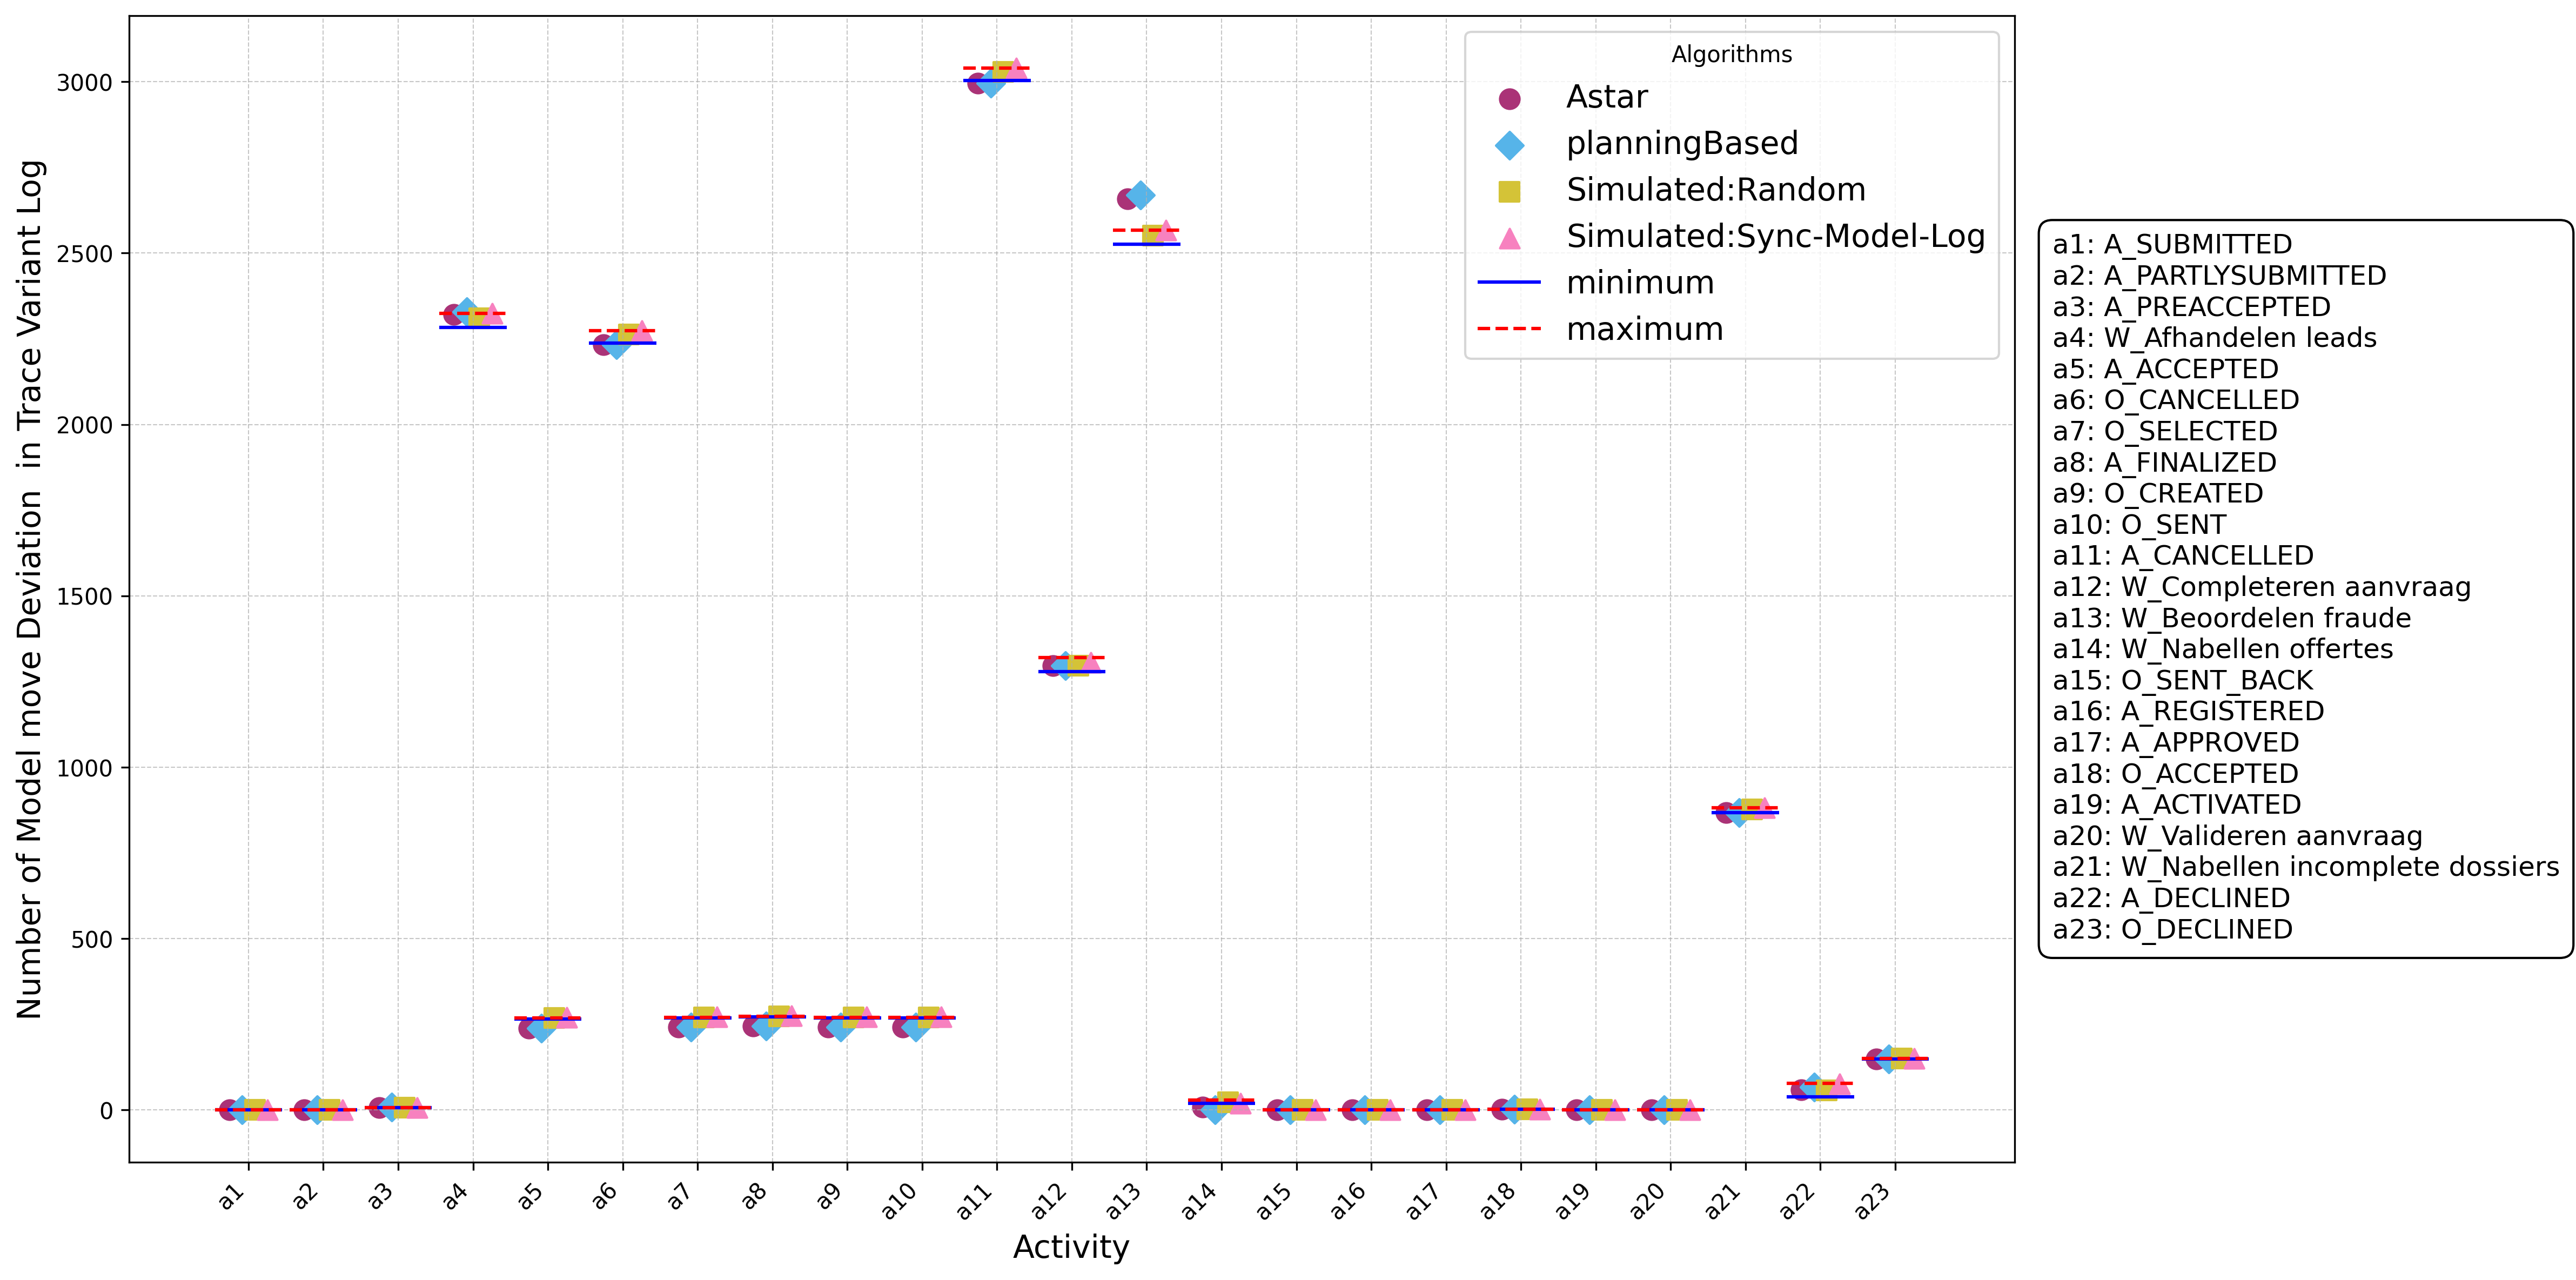 Number of Model move Deviation  in Trace Variant Log
3000
2500
2000
1500
1000
500
0
a1
a2
a3
a4
a5
a6
a7
a8
a9
a10
a11
a12
a13
a14
a15
a16
a17
a18
a19
a20
a21
a22
a23
Activity
Algorithms
Astar
planningBased
Simulated:Random
Simulated:Sync-Model-Log
minimum
maximum
a1: A_SUBMITTED
a2: A_PARTLYSUBMITTED
a3: A_PREACCEPTED
a4: W_Afhandelen leads
a5: A_ACCEPTED
a6: O_CANCELLED
a7: O_SELECTED
a8: A_FINALIZED
a9: O_CREATED
a10: O_SENT
a11: A_CANCELLED
a12: W_Completeren aanvraag
a13: W_Beoordelen fraude
a14: W_Nabellen offertes
a15: O_SENT_BACK
a16: A_REGISTERED
a17: A_APPROVED
a18: O_ACCEPTED
a19: A_ACTIVATED
a20: W_Valideren aanvraag
a21: W_Nabellen incomplete dossiers
a22: A_DECLINED
a23: O_DECLINED